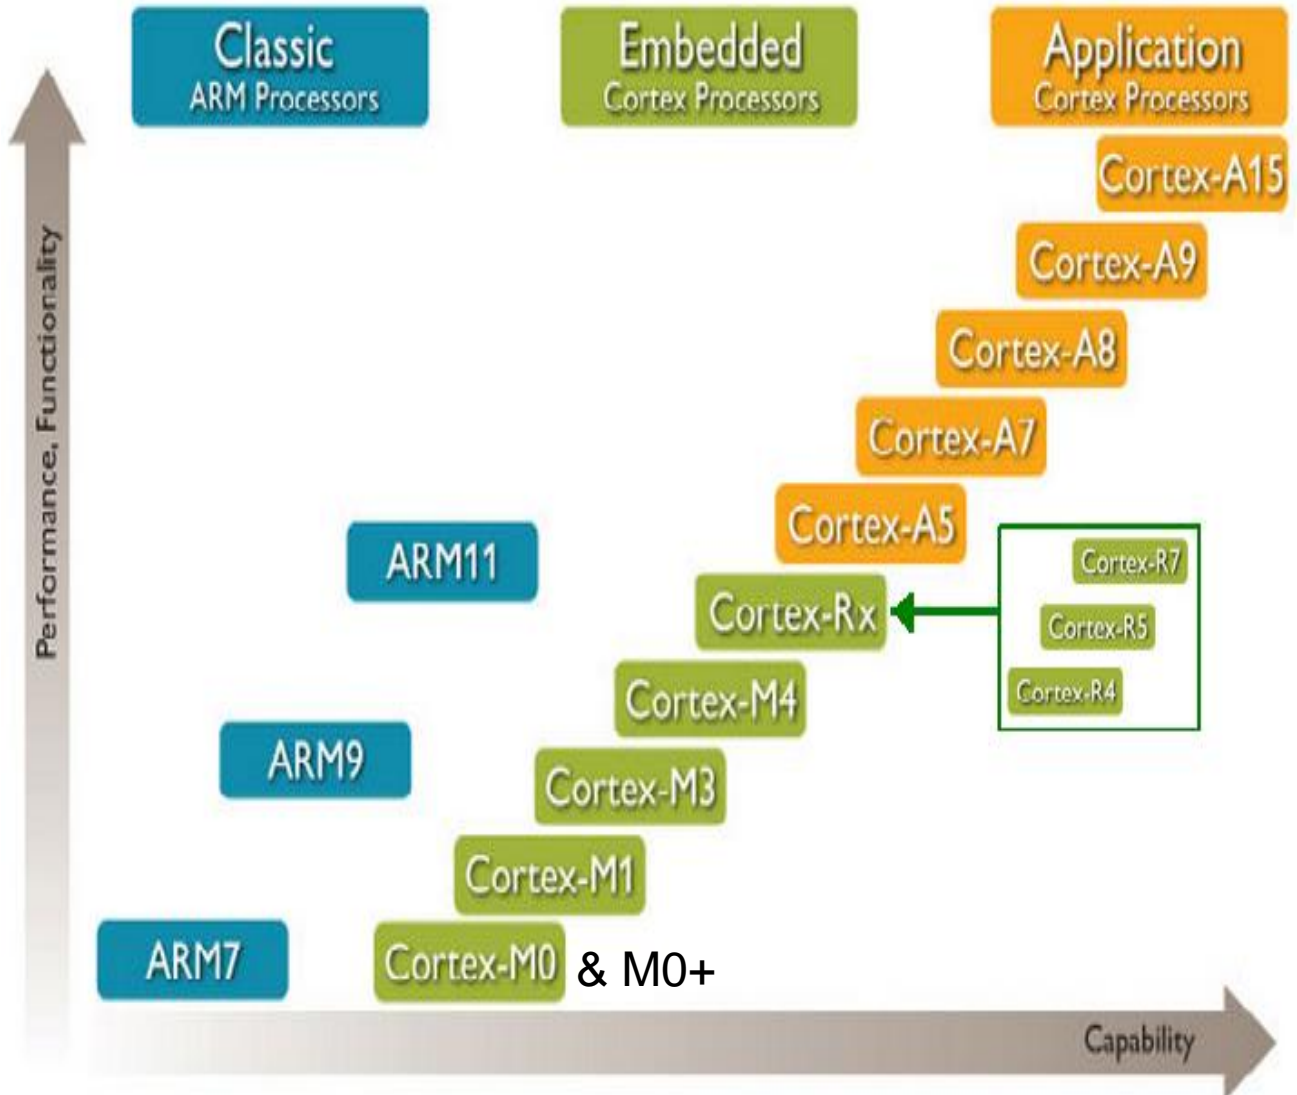 Classic
ARM Processors
Embedded
Cortex Processors
Application
Cortex Processors
Cortex-A15
Cortex-A9
Cortex-A8
Cortex-A7
Cortex-A5
ARM11
Cortex-R7
Cortex-Rx
Cortex-R5
Cortex-M4
Cortex-R4
ARM9
Cortex-M3
Cortex-M1
ARM7
Cortex-M0 & M0+
Performance, Functionality
Capability